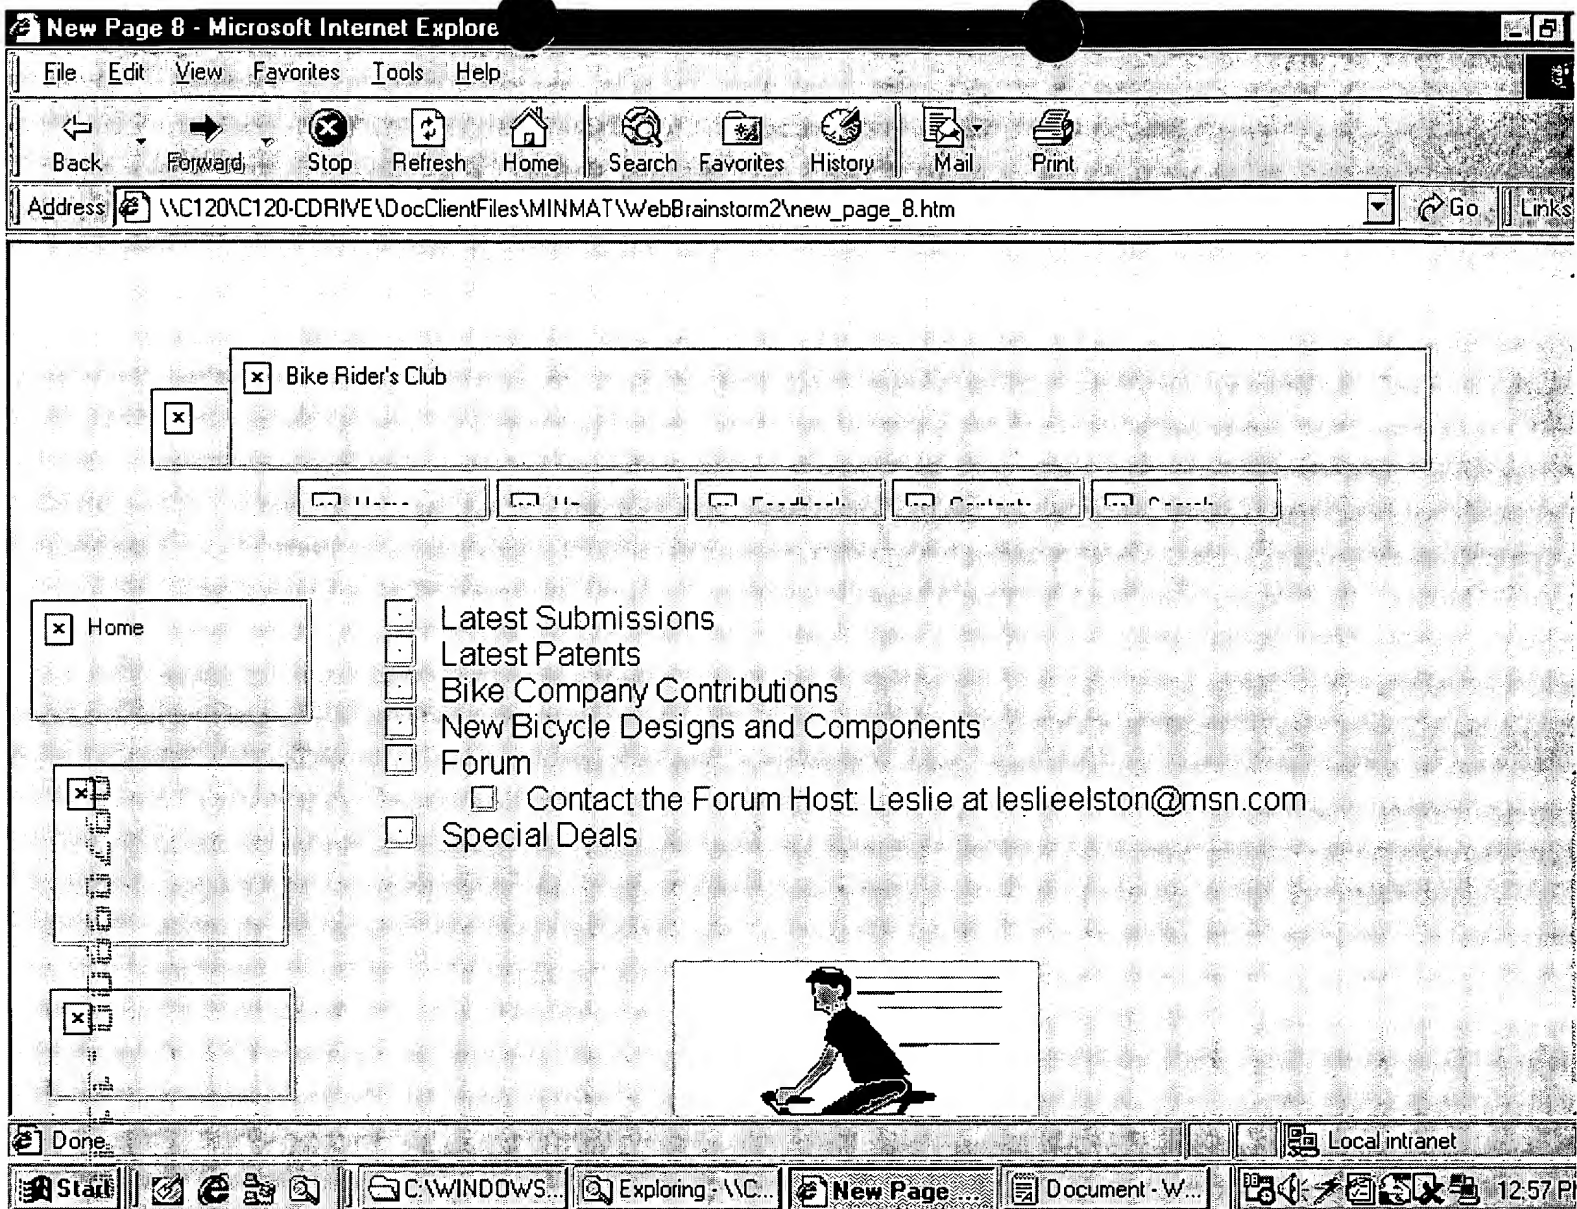 New Page 8 - Microsoft Internet Explore
File Edit View Favorites Tools Help
Back Forward Stop Refresh Home Search Favorites History Mail Print
Address \\C120\C120-CDRIVE\DocClientFiles\MINMAT\WebBrainstorm2\new_page_8.htm Go Links
Bike Rider's Club
Home
Latest Submissions
Latest Patents
Bike Company Contributions
New Bicycle Designs and Components
Forum
Contact the Forum Host: Leslie at leslieelston@msn.com
Special Deals
Done Local intranet
Start C:\WINDOWS... Exploring - \\C... New Page ... Document - W... 12:57 P